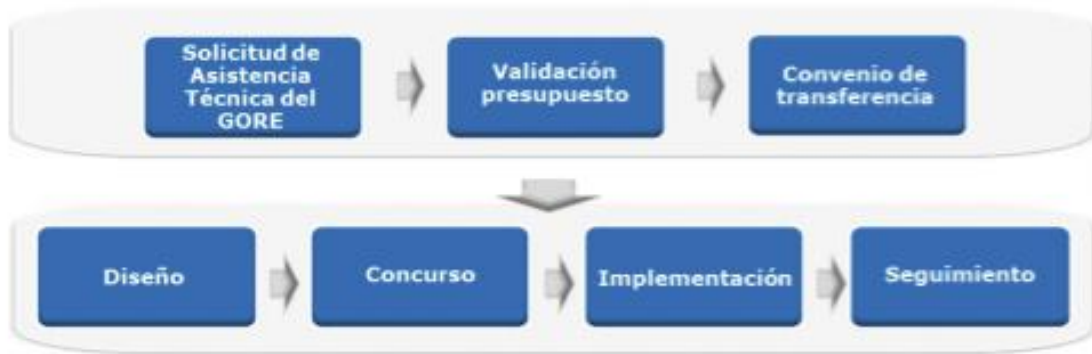 Solicitud de
Asistencia
Técnica del
GORE
Validación
presupuesto
Convenio de
transferencia
Diseño
Concurso
Implementación
Seguimiento